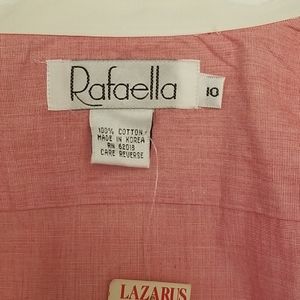 Rafaella
10
100% COTTON
MADE IN KOREA
RN 62018
CARE REVERSE
LAZARUS